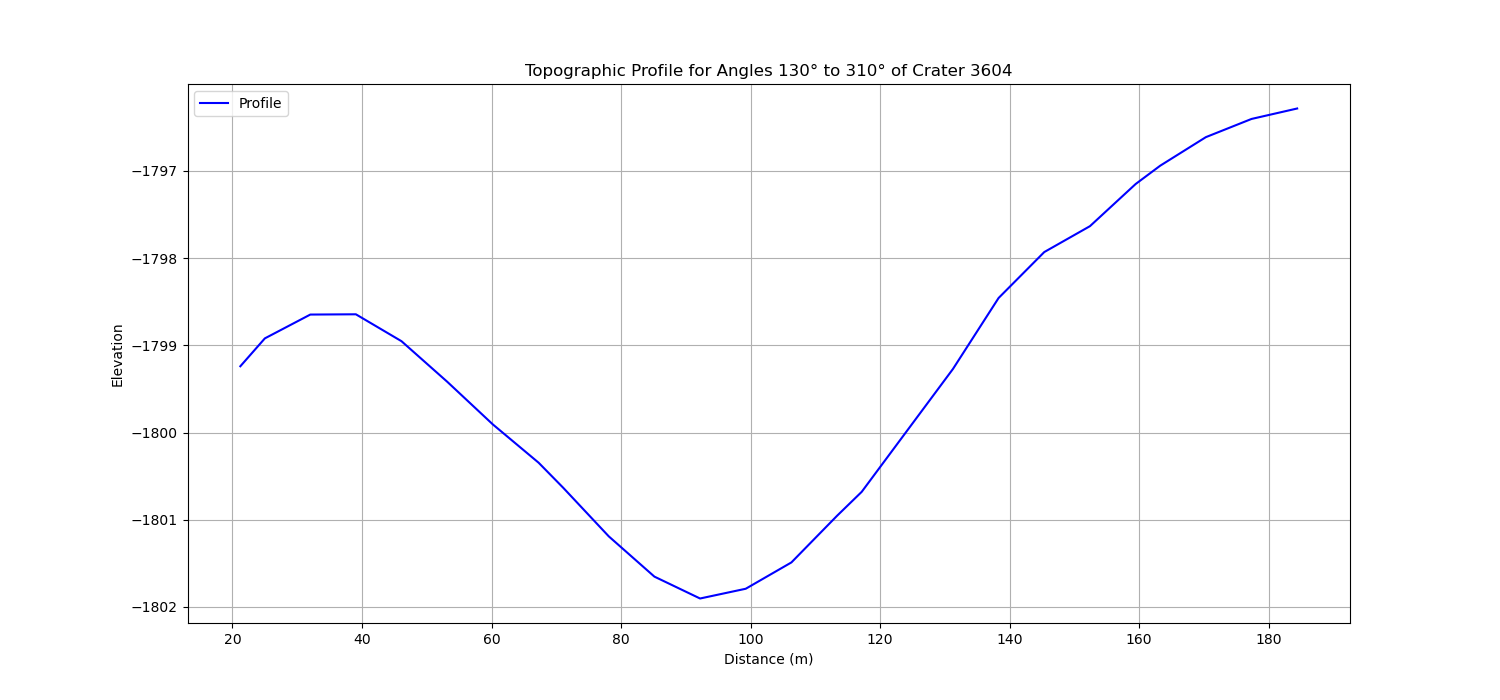 Topographic Profile for Angles 130° to 310° of Crater 3604
Profile
−1797
−1798
−1799
−1800
−1801
−1802
Elevation
20 40 60 80 100 120 140 160 180
Distance (m)